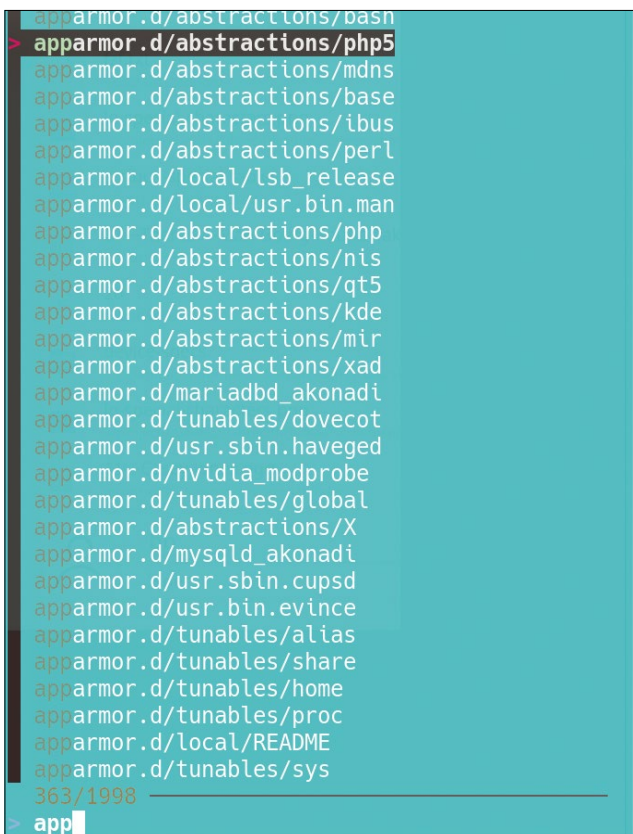 apparmor.d/abstractions/bash
> apparmor.d/abstractions/php5
apparmor.d/abstractions/mdns
apparmor.d/abstractions/base
apparmor.d/abstractions/ibus
apparmor.d/abstractions/perl
apparmor.d/local/lsb_release
apparmor.d/local/usr.bin.man
apparmor.d/abstractions/php
apparmor.d/abstractions/nis
apparmor.d/abstractions/qt5
apparmor.d/abstractions/kde
apparmor.d/abstractions/mir
apparmor.d/abstractions/xad
apparmor.d/mariadbd_akonadi
apparmor.d/tunables/dovecot
apparmor.d/usr.sbin.haveged
apparmor.d/nvidia_modprobe
apparmor.d/tunables/global
apparmor.d/abstractions/X
apparmor.d/mysqld_akonadi
apparmor.d/usr.sbin.cupsd
apparmor.d/usr.bin.evince
apparmor.d/tunables/alias
apparmor.d/tunables/share
apparmor.d/tunables/home
apparmor.d/tunables/proc
apparmor.d/local/README
apparmor.d/tunables/sys
363/1998
> app